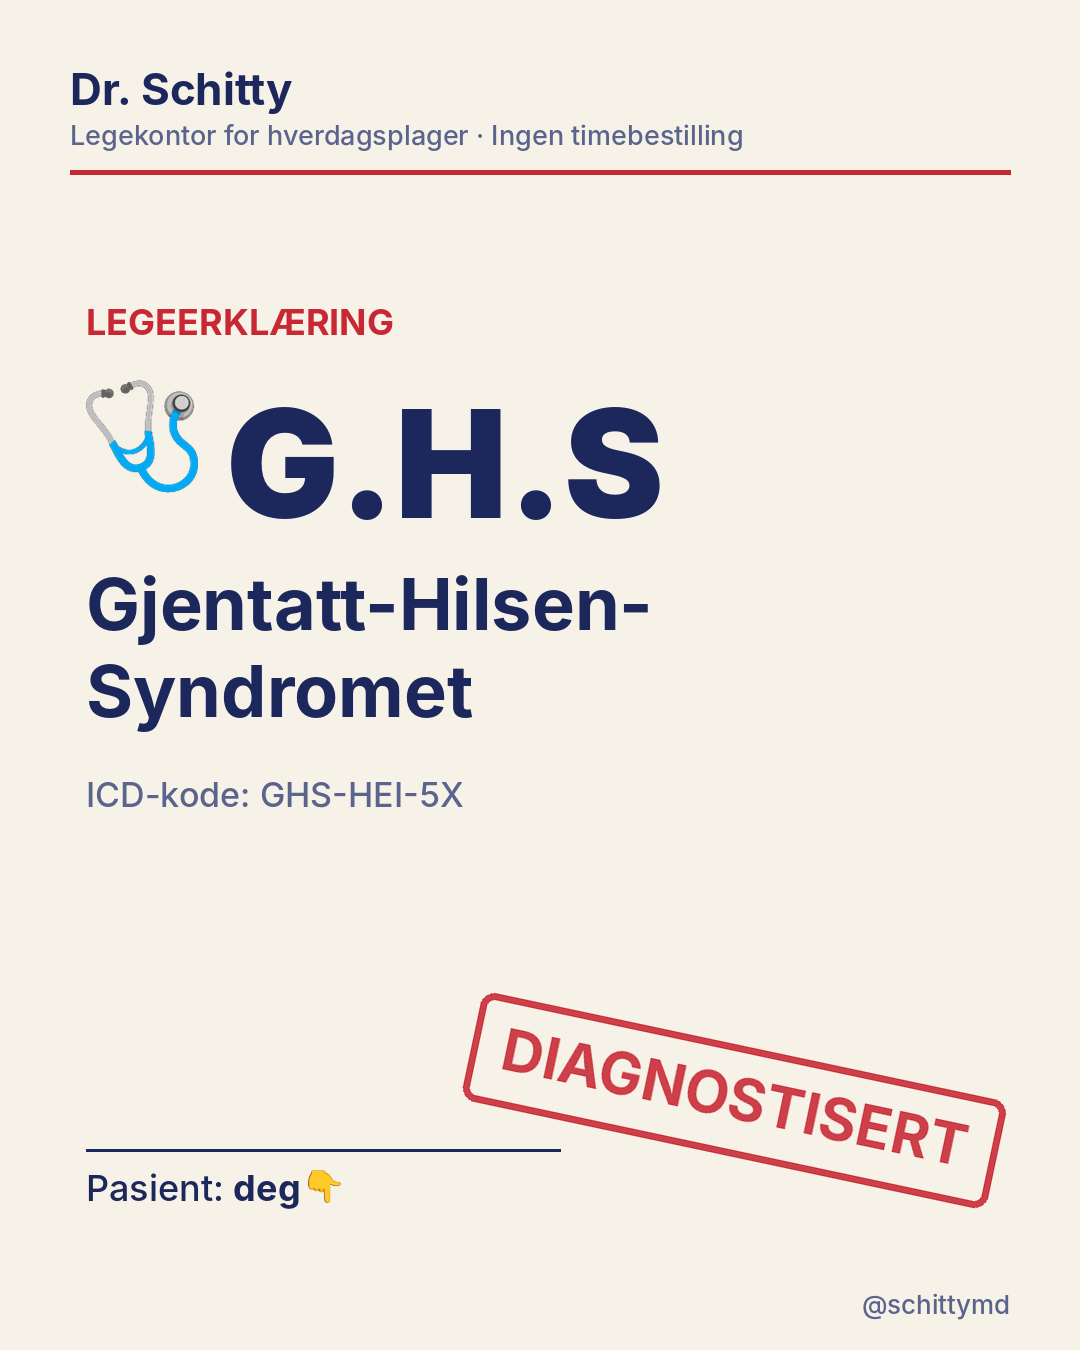 Dr. Schitty
Legekontor for hverdagsplager · Ingen timebestilling
LEGEERKLÆRING
G.H.S
Gjentatt-Hilsen-
Syndromet
ICD-kode: GHS-HEI-5X
DIAGNOSTISERT
Pasient: deg👇
@schittymd